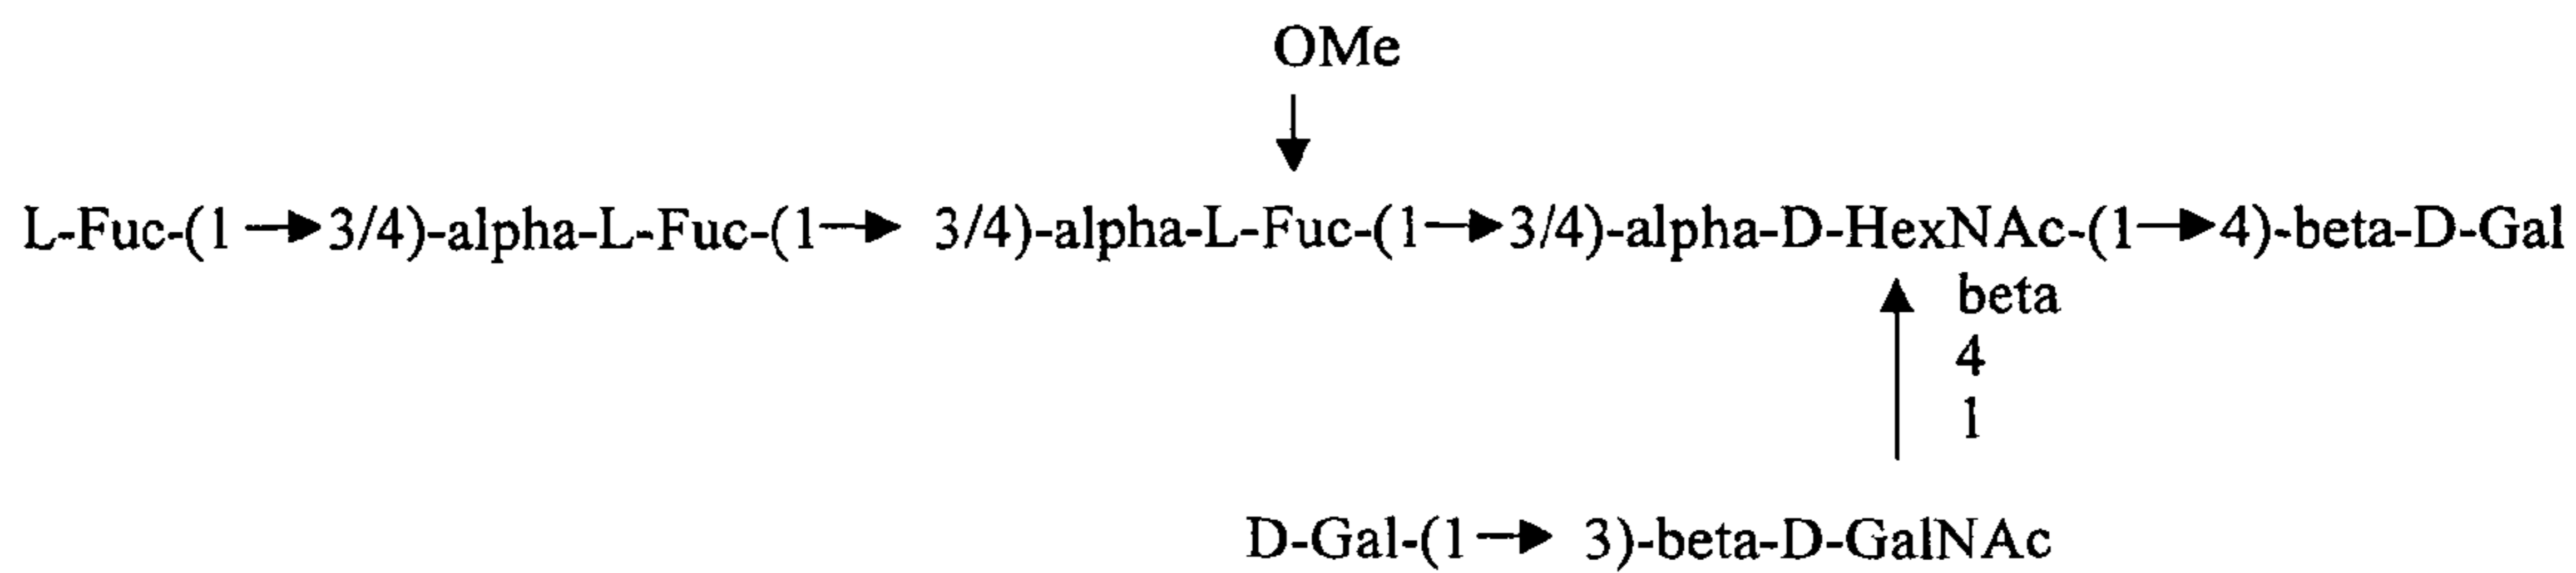 OMe
↓
L-Fuc-(1 →3/4)-alpha-L-Fuc-(1→ 3/4)-alpha-L-Fuc-(1→3/4)-alpha-D-HexNAc-(1→4)-beta-D-Gal
beta
4
1
D-Gal-(1→ 3)-beta-D-GalNAc